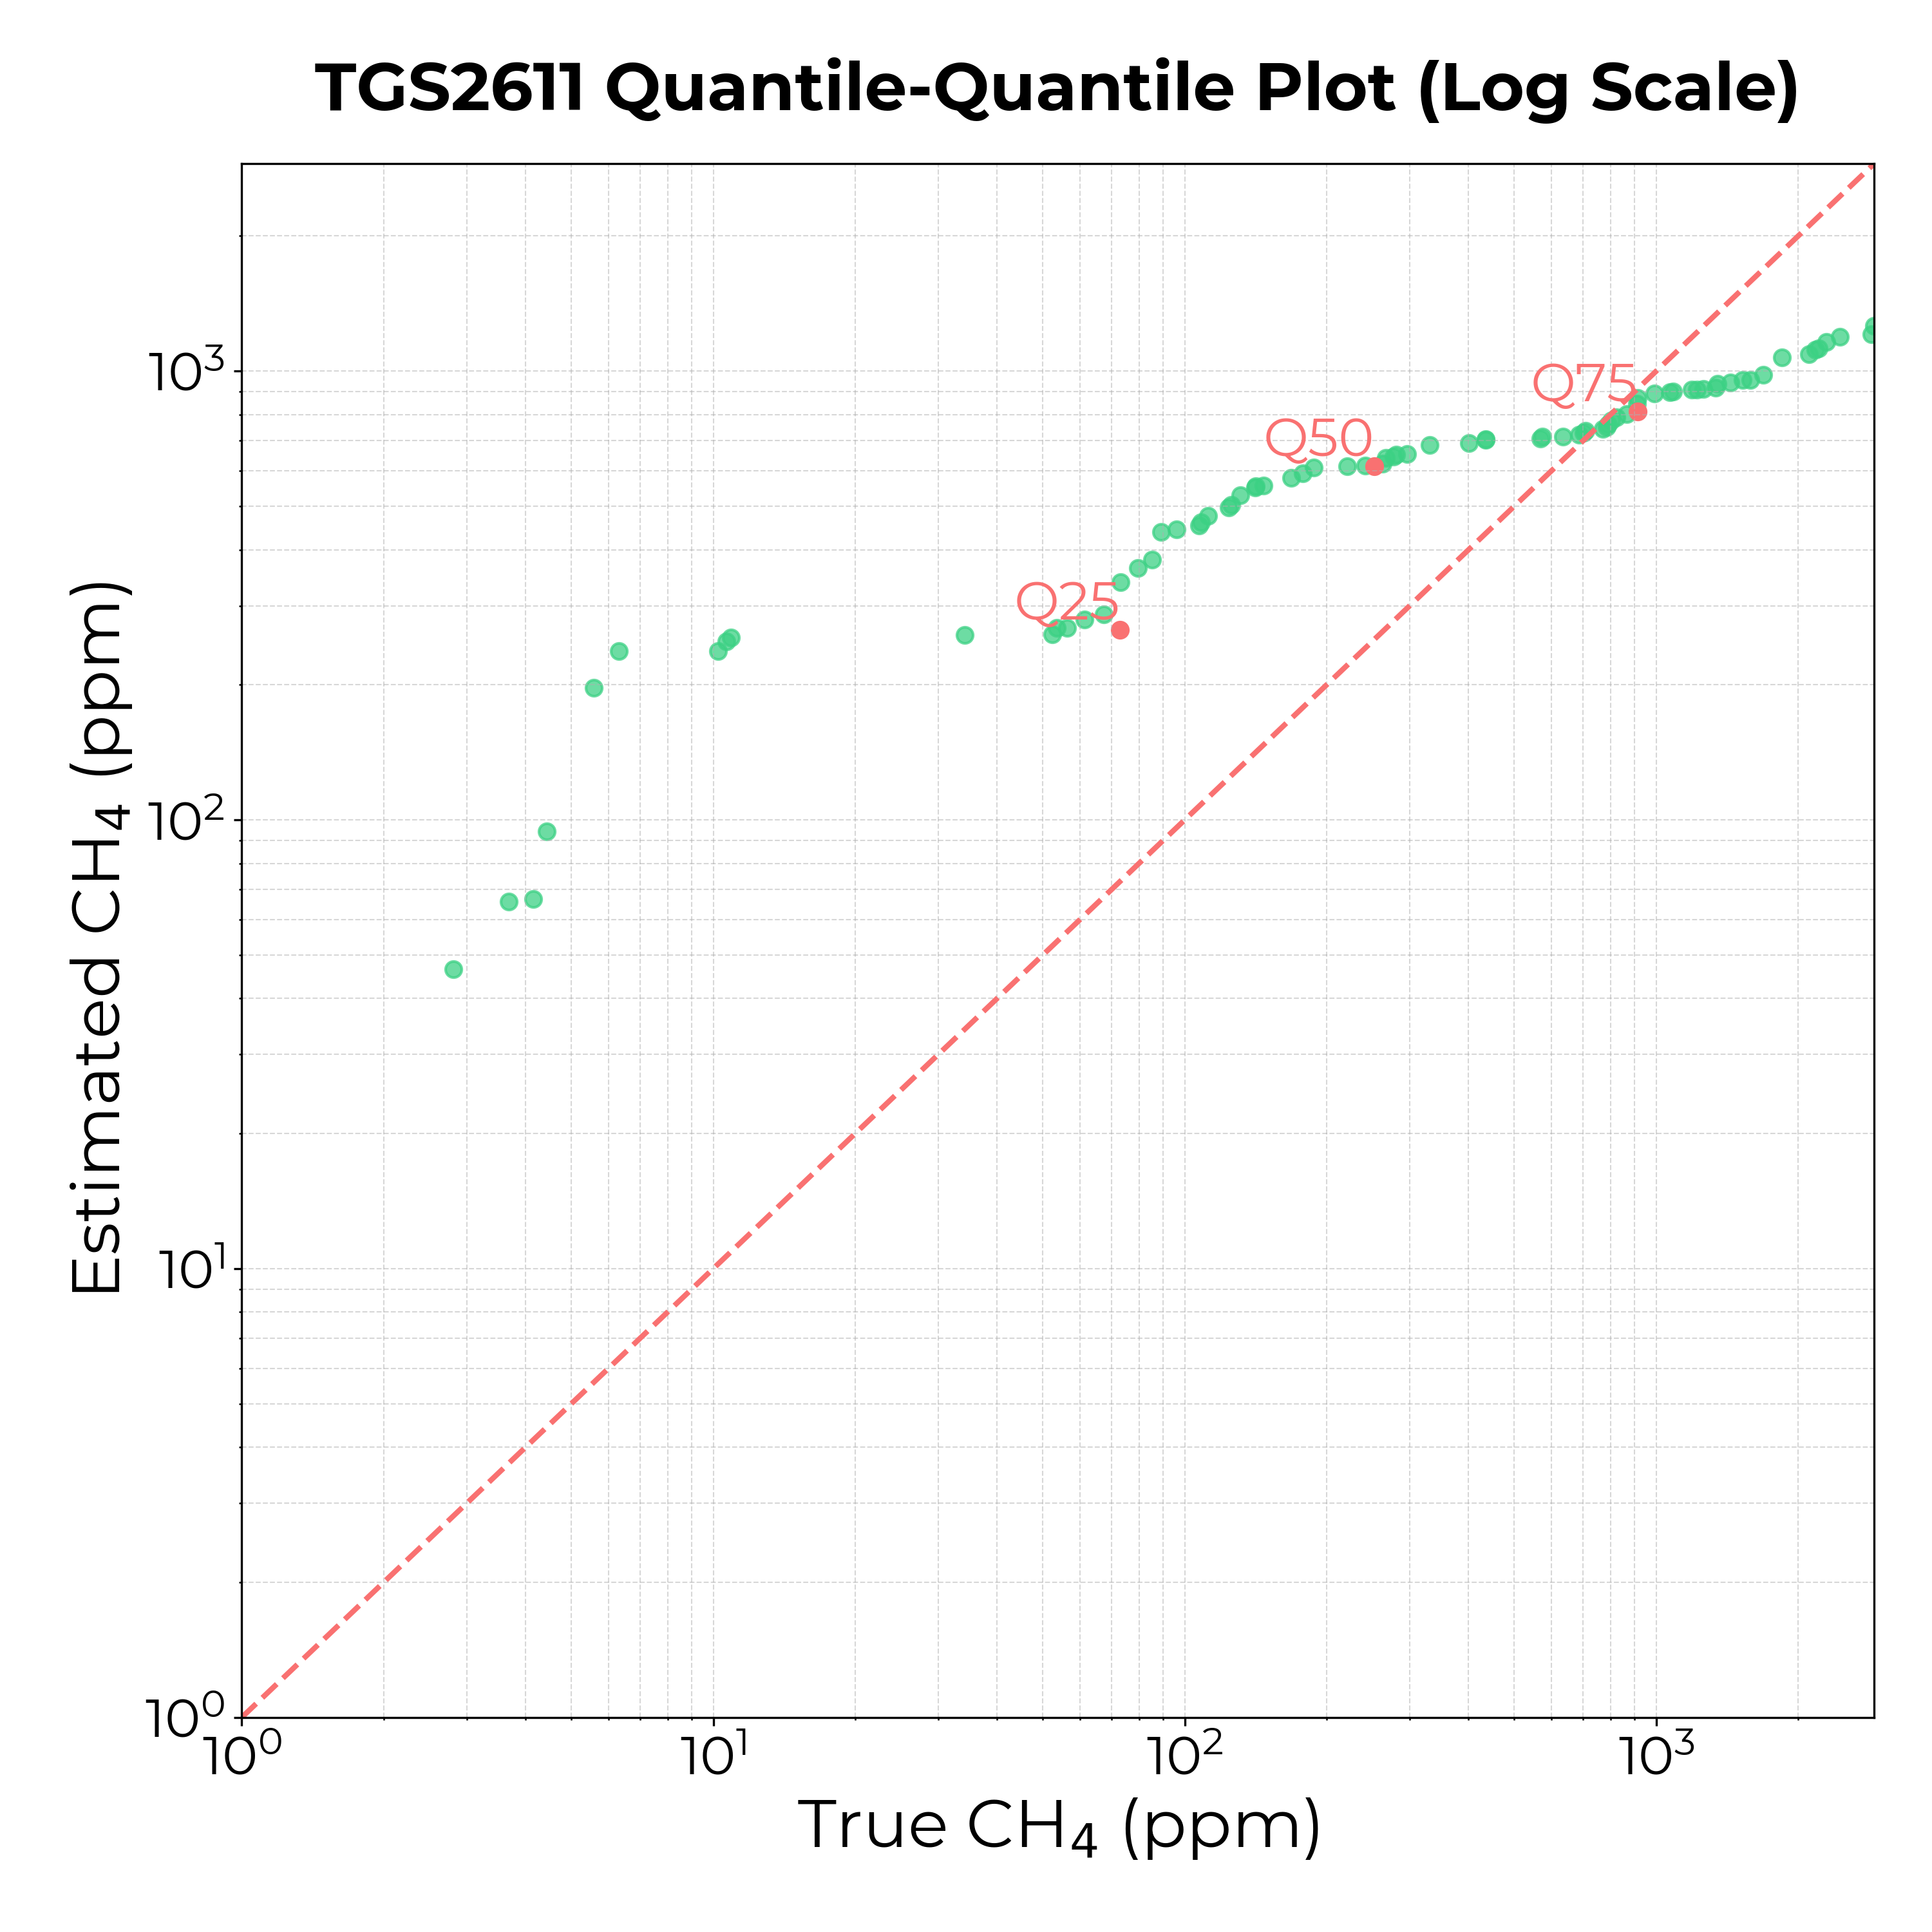 TGS2611 Quantile-Quantile Plot (Log Scale)
Estimated CH₄ (ppm)
10³
10²
10¹
10⁰
Q75
Q50
Q25
10⁰ 10¹ 10² 10³
True CH₄ (ppm)